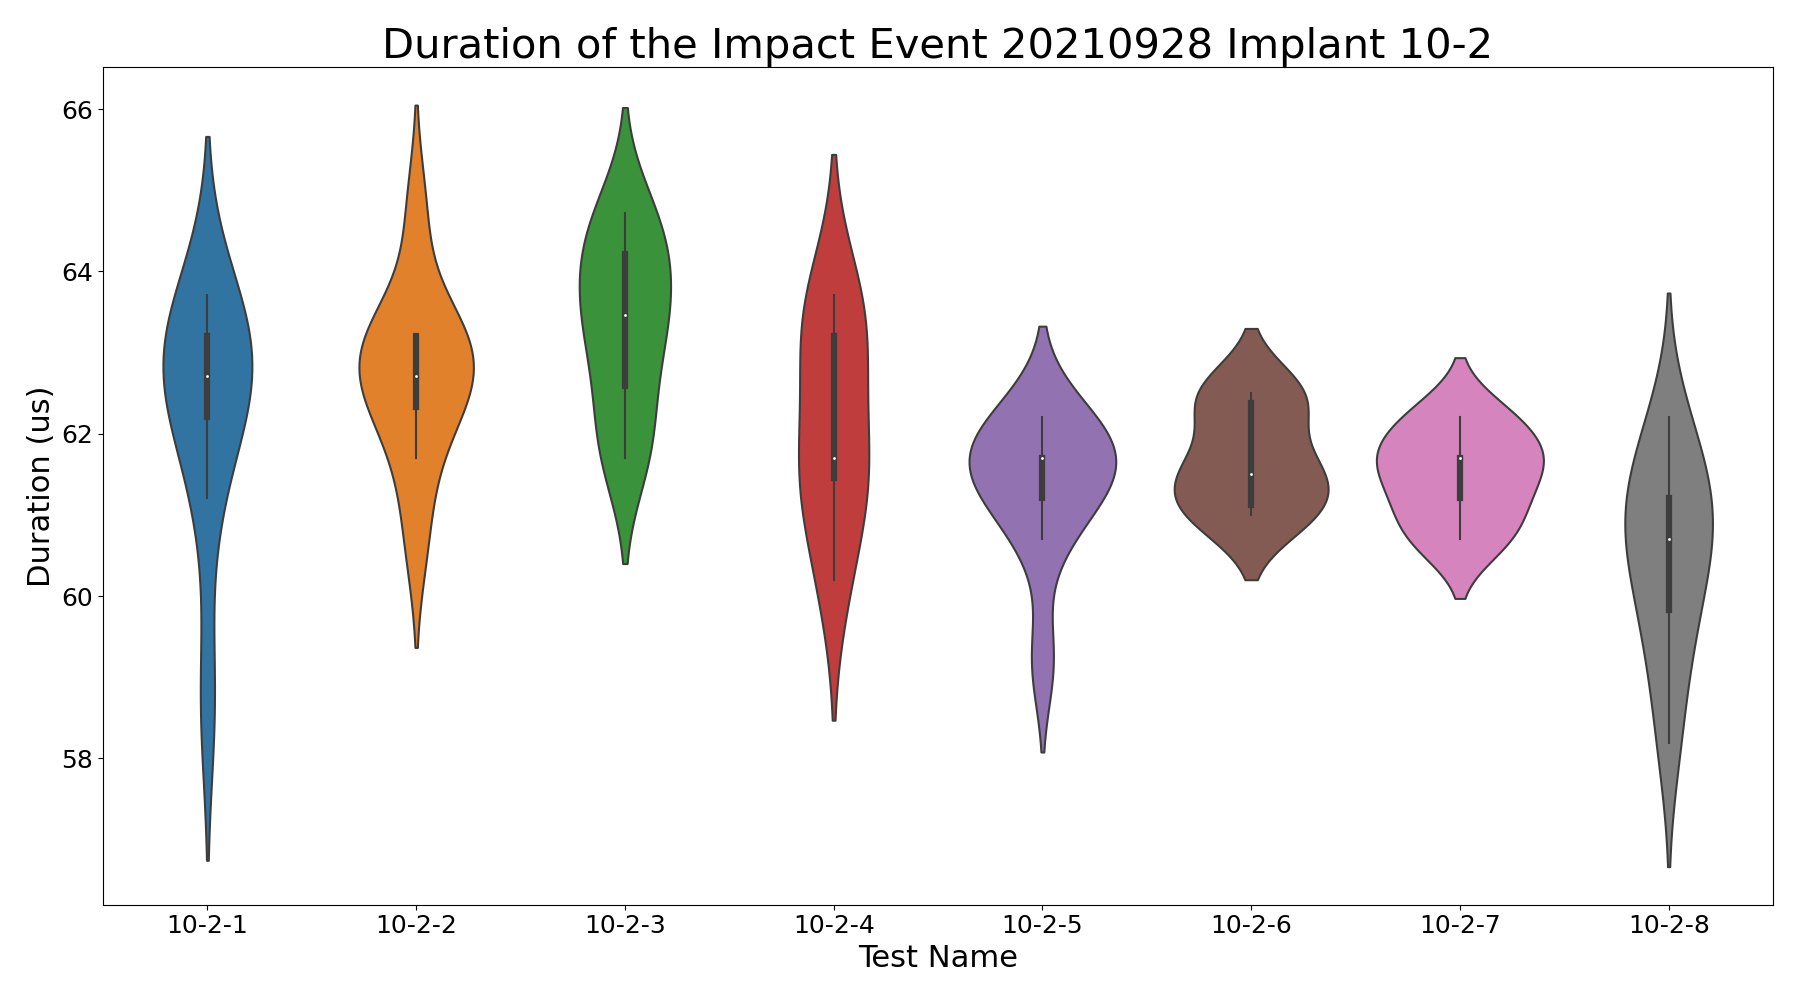 Duration of the Impact Event 20210928 Implant 10-2
66
64
62
60
58
Duration (us)
10-2-1 10-2-2 10-2-3 10-2-4 10-2-5 10-2-6 10-2-7 10-2-8
Test Name